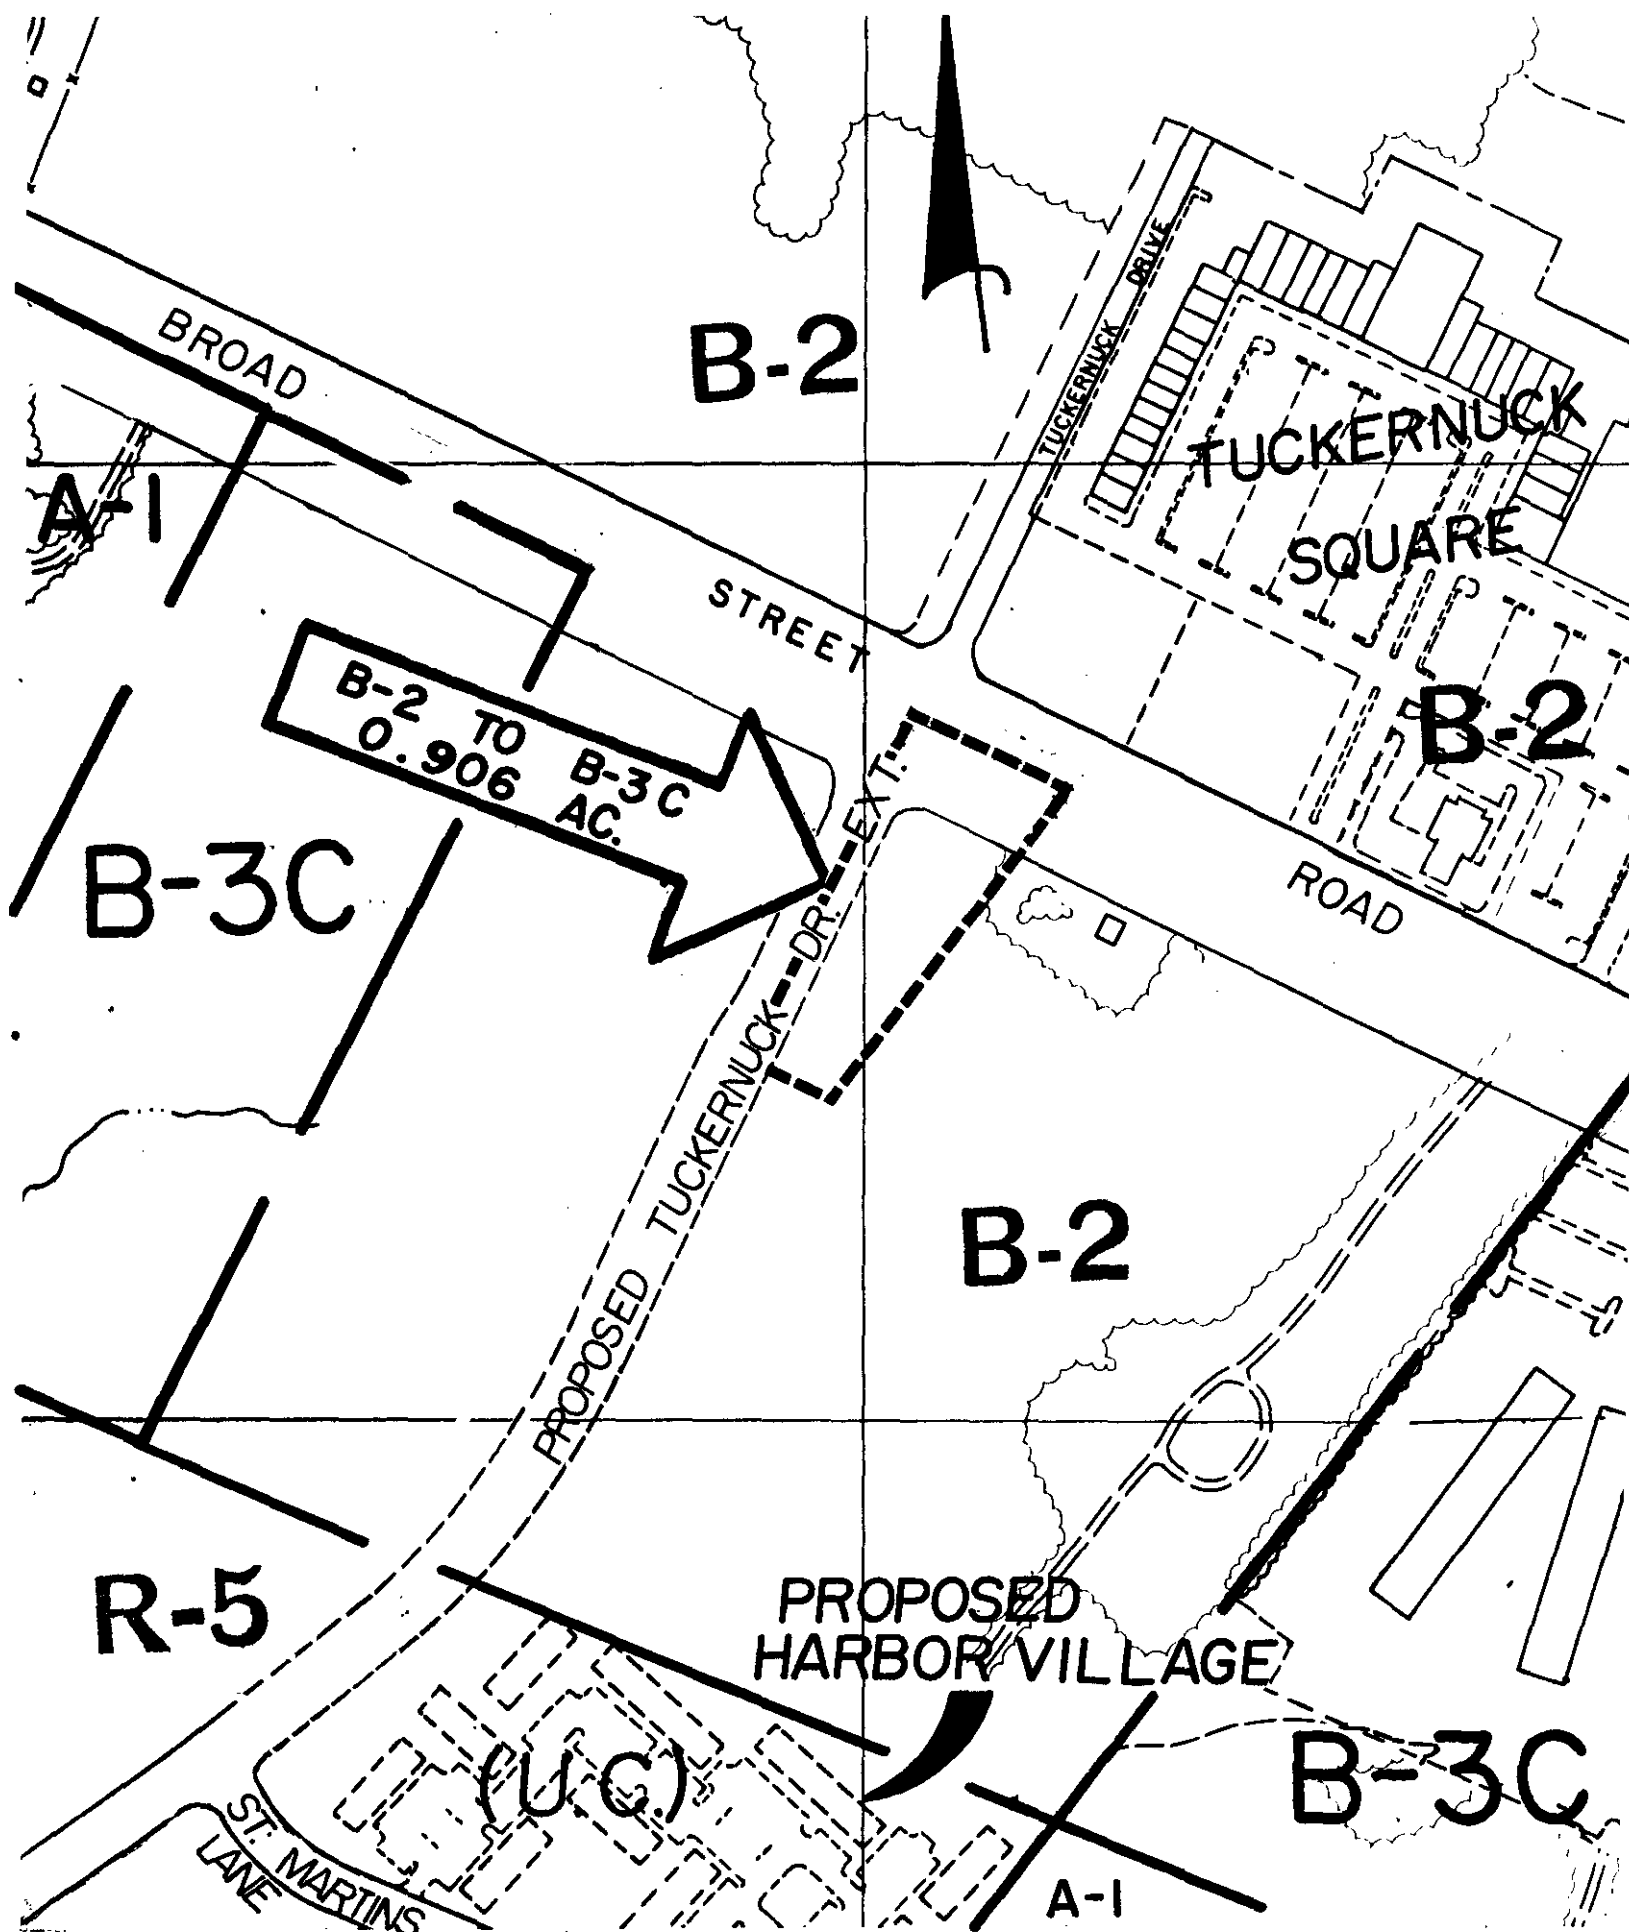 BROAD
STREET
ROAD
B-2
TUCKERNUCK DRIVE
TUCKERNUCK
SQUARE
A-1
B-2 TO B-3C
0.906 AC.
B-2
B-3C
PROPOSED TUCKERNUCK DR. EXT.
B-2
R-5
PROPOSED
HARBOR VILLAGE
(U.C.)
B-3C
ST. MARTINS
LANE
A-1